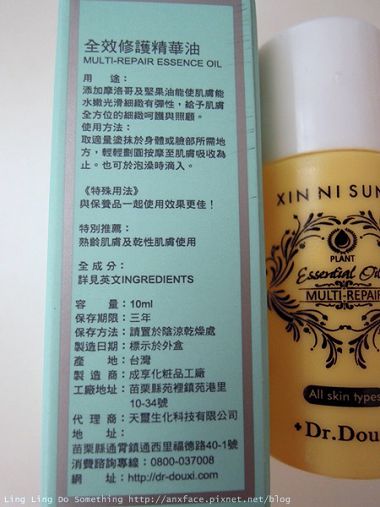 全效修護精華油
MULTI-REPAIR ESSENCE OIL
用 途：
添加摩洛哥及堅果油能使肌膚能
水嫩光滑細緻有彈性，給予肌膚
全方位的細緻呵護與照顧。
使用方法：
取適量塗抹於身體或臉部所需地
方，輕輕劃圓按摩至肌膚吸收為
止。也可於泡澡時滴入。
《特殊用法》
與保養品一起使用效果更佳！
特別推薦：
熟齡肌膚及乾性肌膚使用
全 成 分：
詳見英文INGREDIENTS
容 量：10ml
保存期限：三年
保存方法：請置於陰涼乾燥處
製造日期：標示於外盒
產 地：台灣
製 造 商：成享化粧品工廠
工廠地址：苗栗縣苑裡鎮苑港里
10-34號
代 理 商：天璽生化科技有限公司
地 址：
苗栗縣通霄鎮通西里福德路40-1號
消費諮詢專線：0800-037008
網 址：http://dr-douxi.com
XIN NI SUN
PLANT
Essential Oil
MULTI-REPAIR
All skin types
Dr.Doux
Ling Ling Do Something http://anxface.pixnet.net/blog